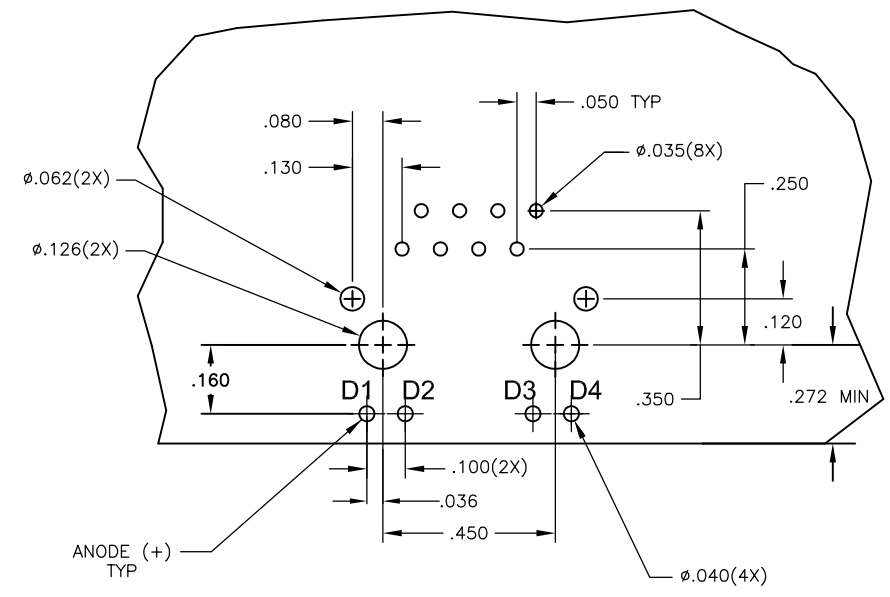 .050 TYP
.080
ø.035(8X)
.130
ø.062(2X)
.250
ø.126(2X)
.120
.160
D1 D2 D3 D4
.350
.272 MIN
.100(2X)
.036
.450
ANODE (+)
TYP
ø.040(4X)